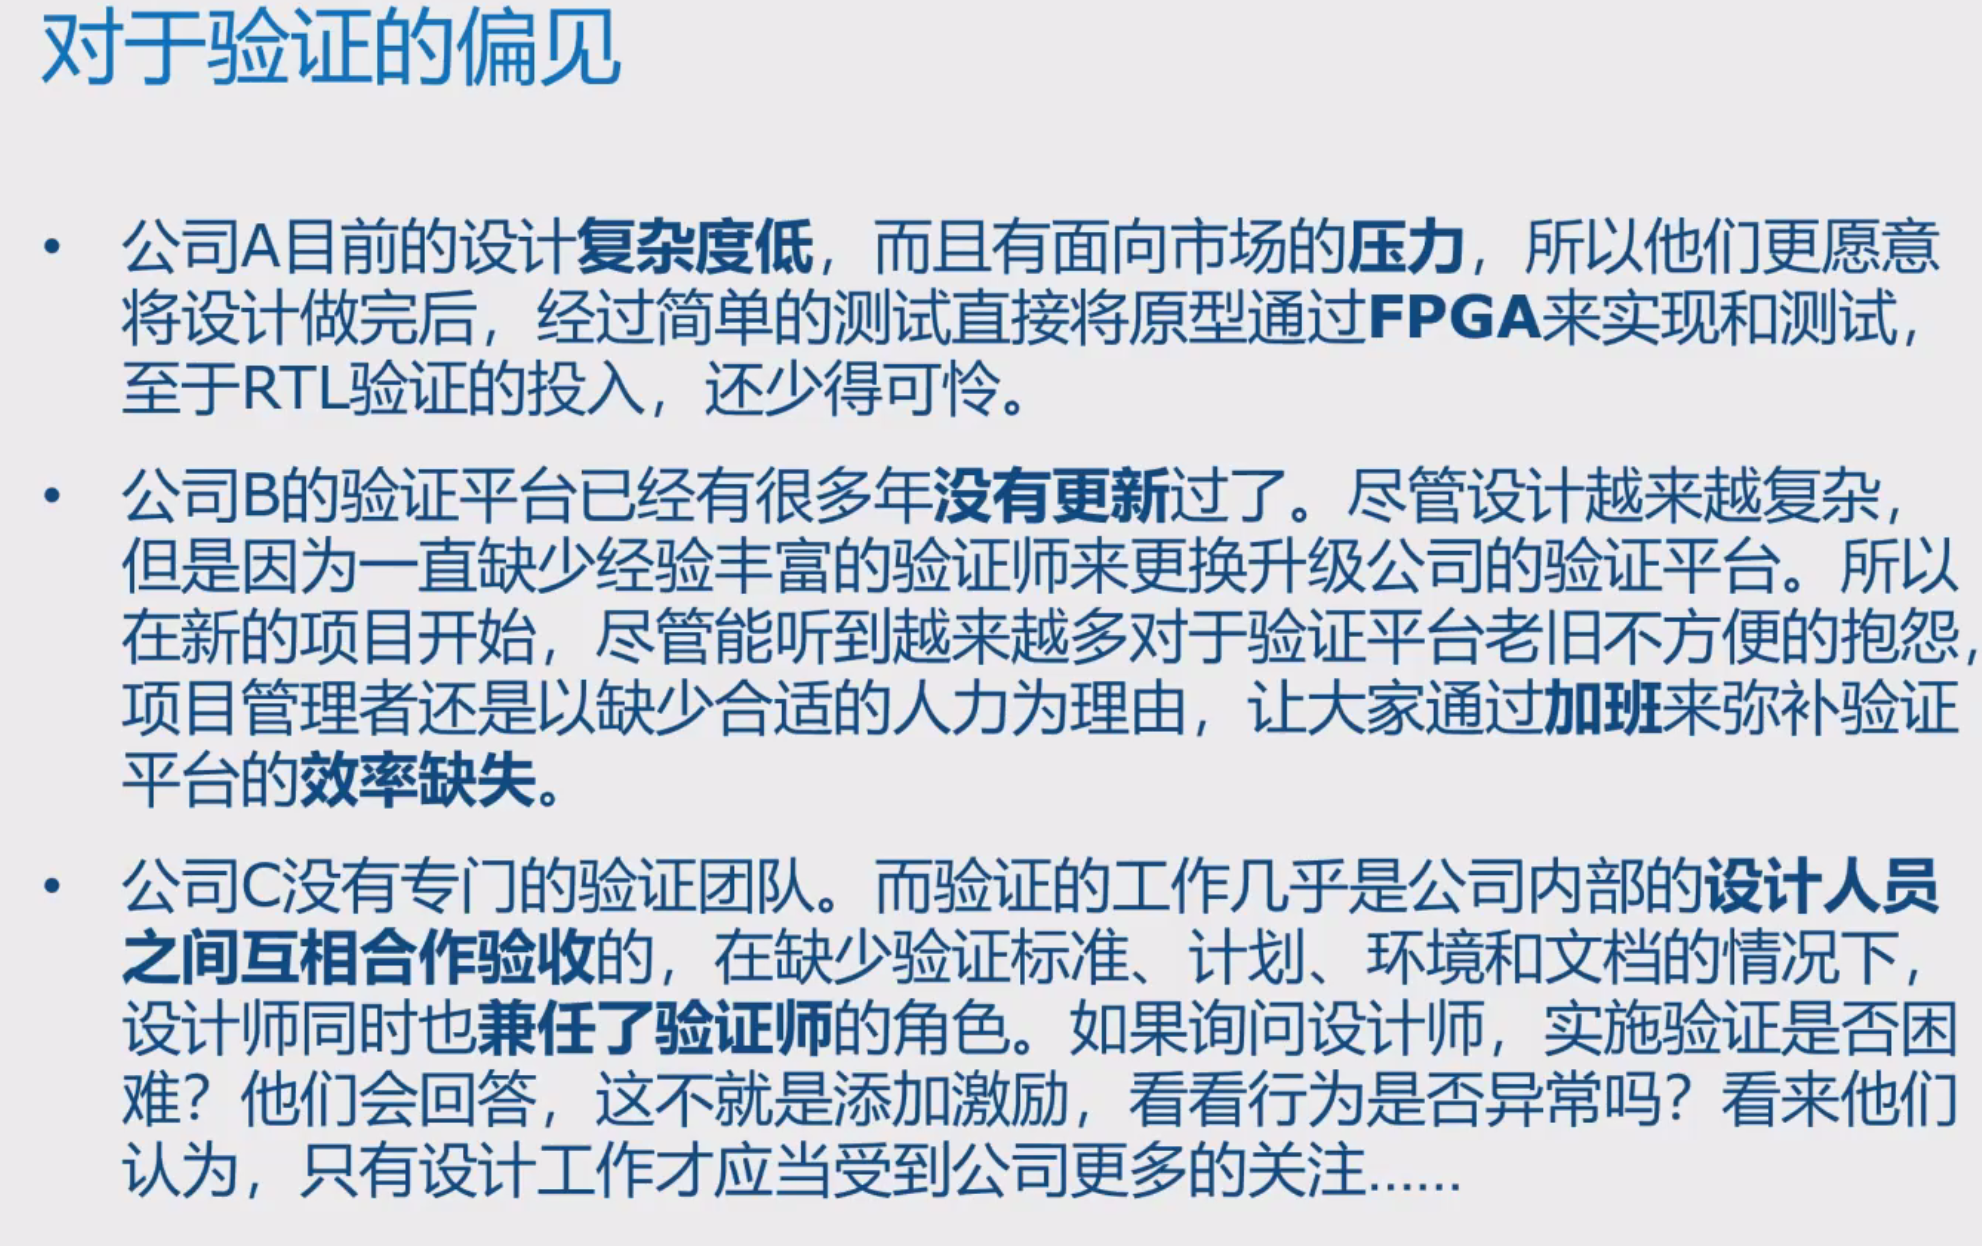 对于验证的偏见
• 公司A目前的设计复杂度低，而且有面向市场的压力，所以他们更愿意
将设计做完后，经过简单的测试直接将原型通过FPGA来实现和测试，
至于RTL验证的投入，还少得可怜。
• 公司B的验证平台已经有很多年没有更新过了。尽管设计越来越复杂，
但是因为一直缺少经验丰富的验证师来更换升级公司的验证平台。所以
在新的项目开始，尽管能听到越来越多对于验证平台老旧不方便的抱怨，
项目管理者还是以缺少合适的人力为理由，让大家通过加班来弥补验证
平台的效率缺失。
• 公司C没有专门的验证团队。而验证的工作几乎是公司内部的设计人员
之间互相合作验收的，在缺少验证标准、计划、环境和文档的情况下，
设计师同时也兼任了验证师的角色。如果询问设计师，实施验证是否困
难？他们会回答，这不就是添加激励，看看行为是否异常吗？看来他们
认为，只有设计工作才应当受到公司更多的关注……